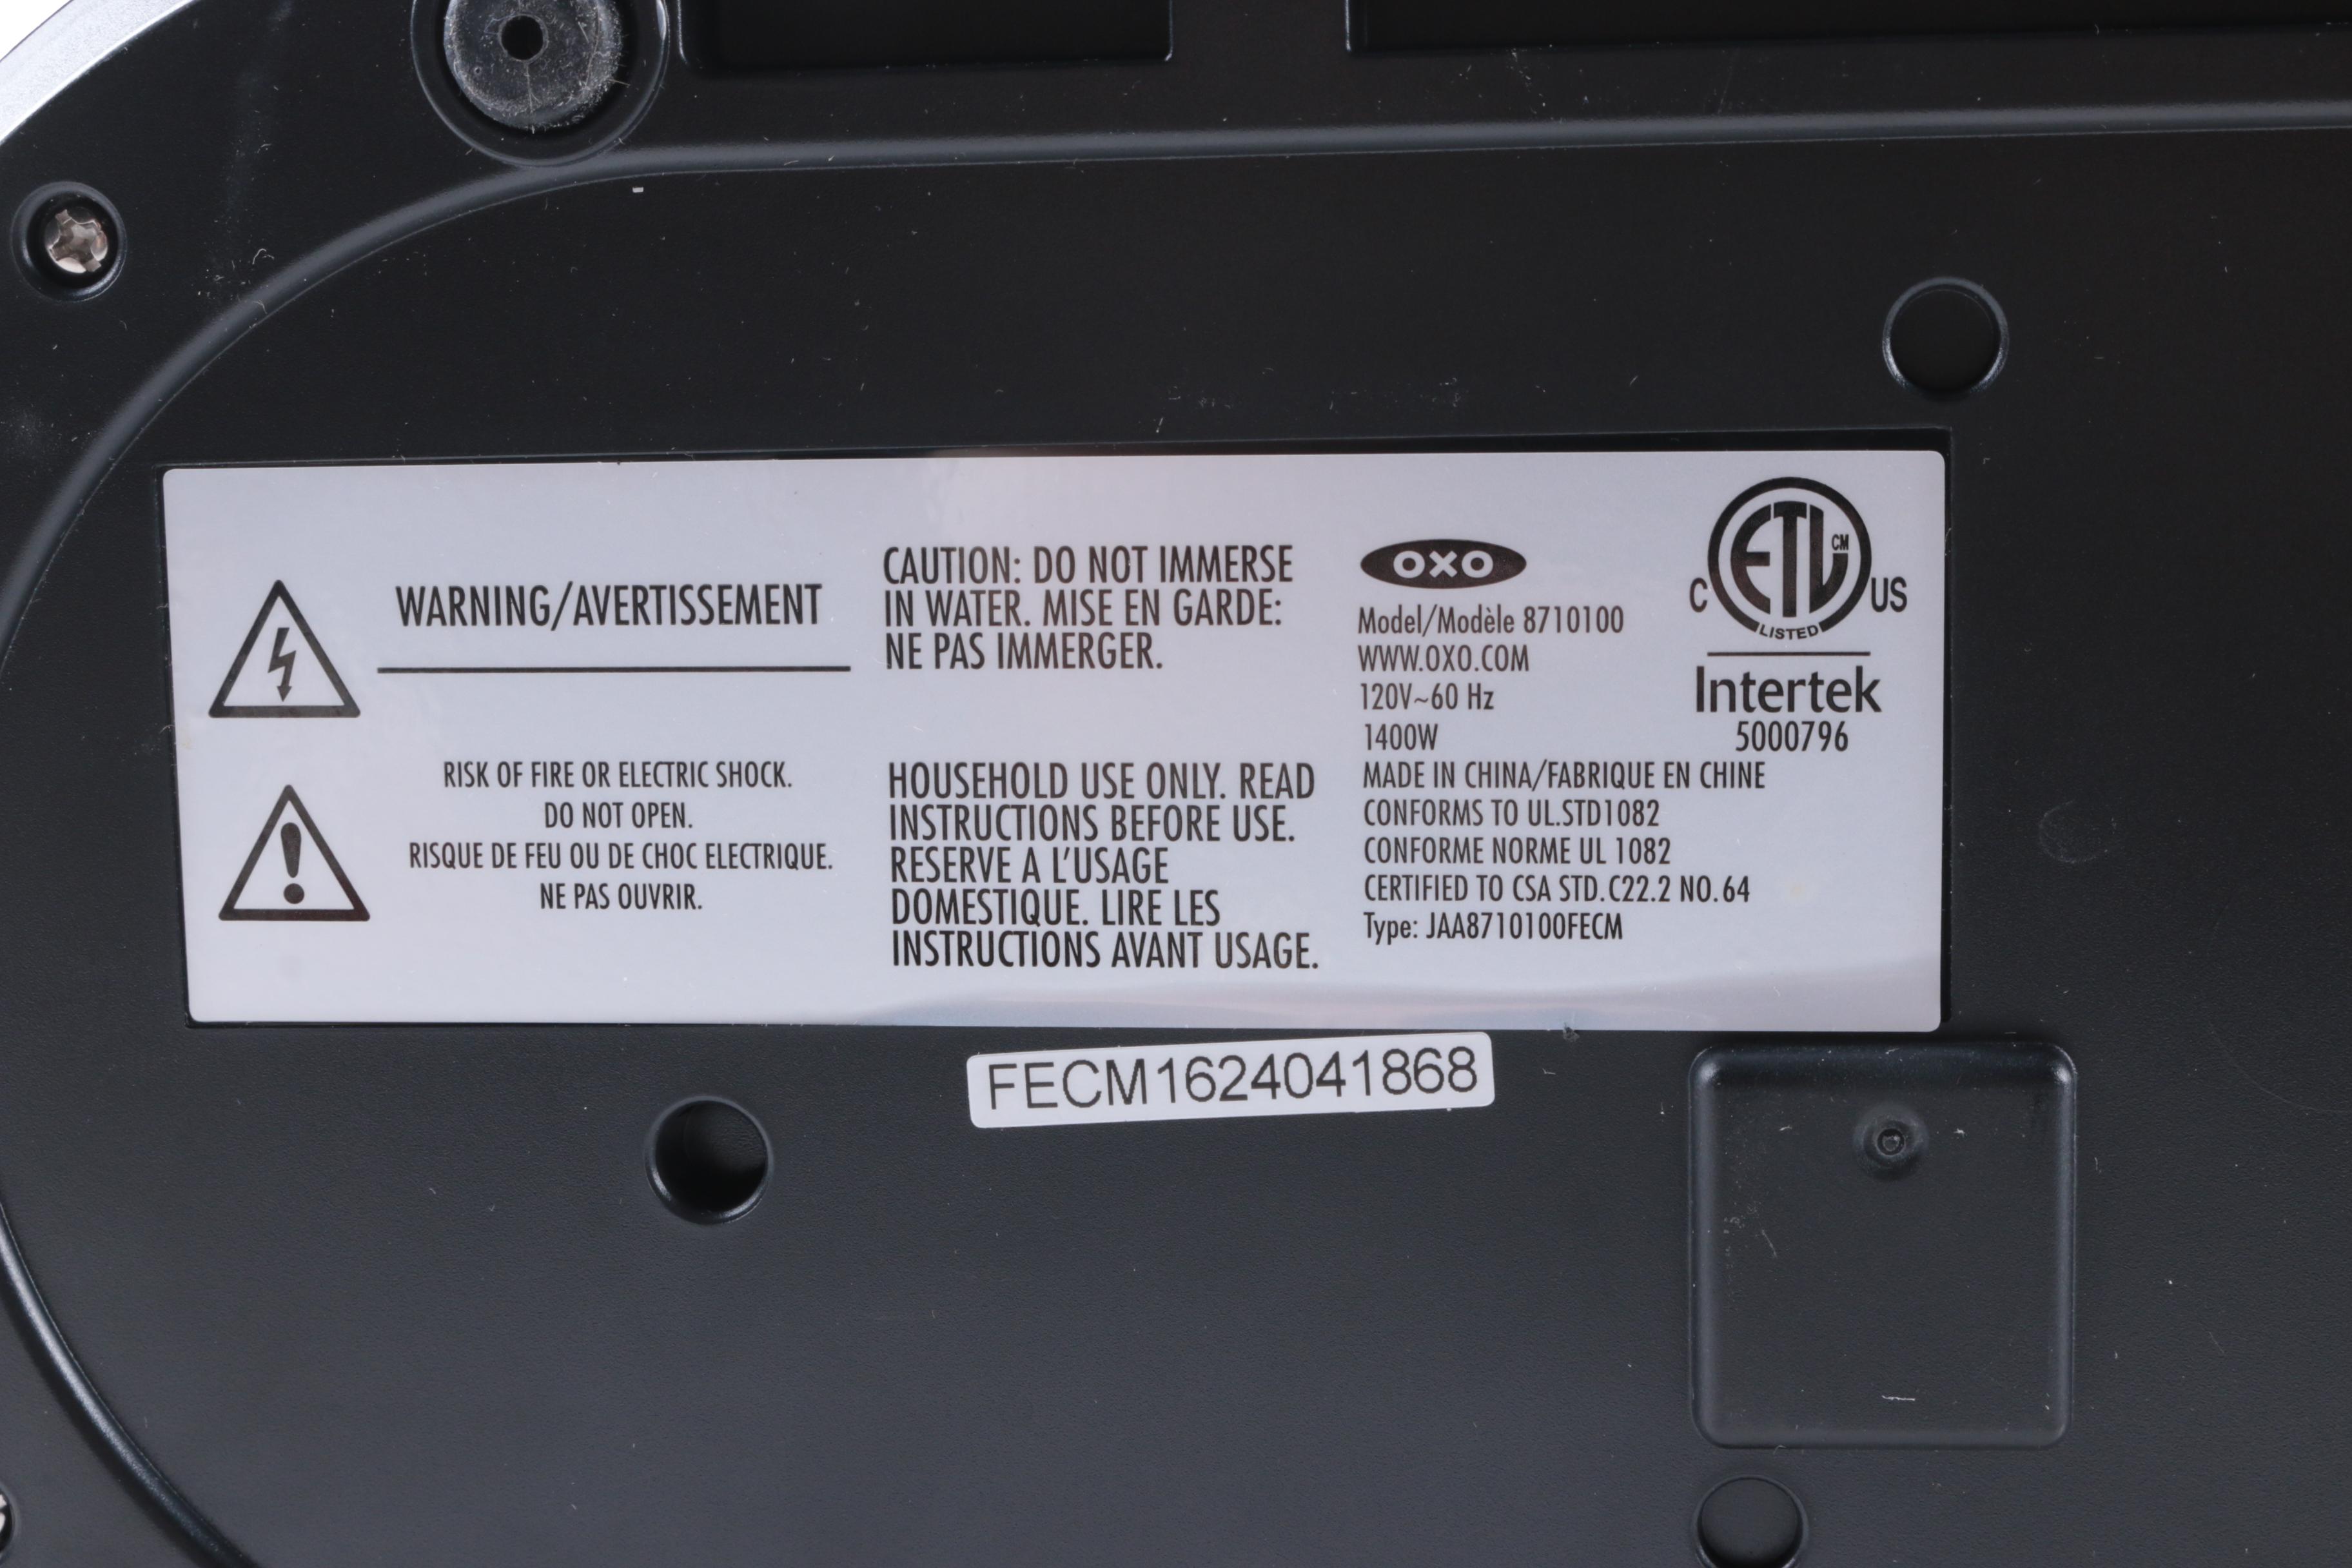 WARNING/AVERTISSEMENT
RISK OF FIRE OR ELECTRIC SHOCK.
DO NOT OPEN.
RISQUE DE FEU OU DE CHOC ELECTRIQUE.
NE PAS OUVRIR.
CAUTION: DO NOT IMMERSE
IN WATER. MISE EN GARDE:
NE PAS IMMERGER.
HOUSEHOLD USE ONLY. READ
INSTRUCTIONS BEFORE USE.
RESERVE A L'USAGE
DOMESTIQUE. LIRE LES
INSTRUCTIONS AVANT USAGE.
OXO
Model/Modèle 8710100
WWW.OXO.COM
120V~60 Hz
1400W
MADE IN CHINA/FABRIQUE EN CHINE
CONFORMS TO UL.STD1082
CONFORME NORME UL 1082
CERTIFIED TO CSA STD.C22.2 NO.64
Type: JAA8710100FECM
ETL CM
C US
LISTED
Intertek
5000796
FECM1624041868